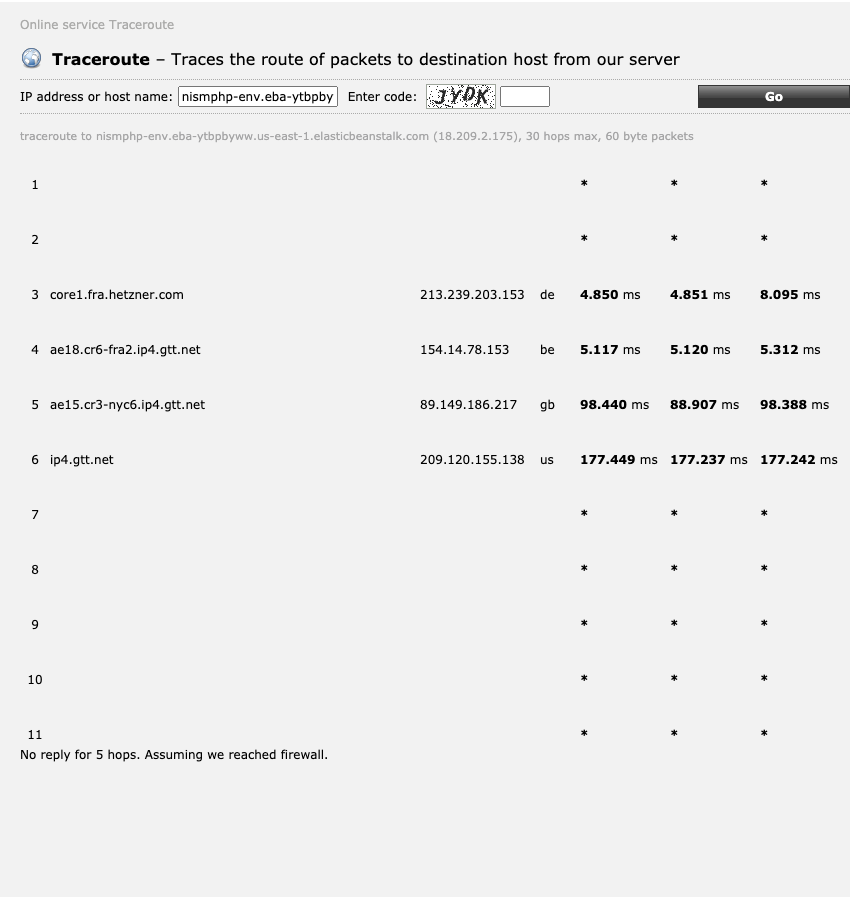 Online service Traceroute
Traceroute – Traces the route of packets to destination host from our server
IP address or host name: nismphp-env.eba-ytbpby Enter code: JYDK Go
traceroute to nismphp-env.eba-ytbpbyww.us-east-1.elasticbeanstalk.com (18.209.2.175), 30 hops max, 60 byte packets
1 * * *
2 * * *
3 core1.fra.hetzner.com 213.239.203.153 de 4.850 ms 4.851 ms 8.095 ms
4 ae18.cr6-fra2.ip4.gtt.net 154.14.78.153 be 5.117 ms 5.120 ms 5.312 ms
5 ae15.cr3-nyc6.ip4.gtt.net 89.149.186.217 gb 98.440 ms 88.907 ms 98.388 ms
6 ip4.gtt.net 209.120.155.138 us 177.449 ms 177.237 ms 177.242 ms
7 * * *
8 * * *
9 * * *
10 * * *
11 * * *
No reply for 5 hops. Assuming we reached firewall.